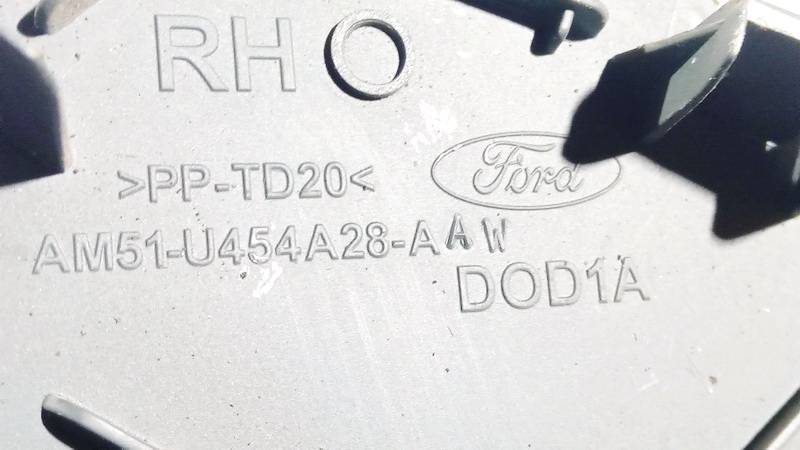 RH
>PP-TD20<
Ford
AM51-U454A28-AAW
DOD1A